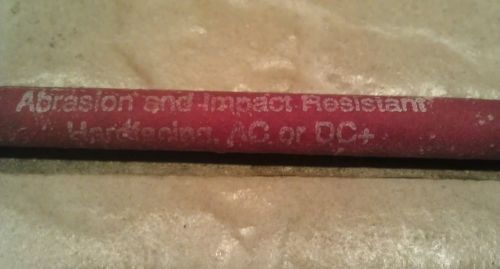 Abrasion and Impact Resistant
Hardfacing, AC or DC+